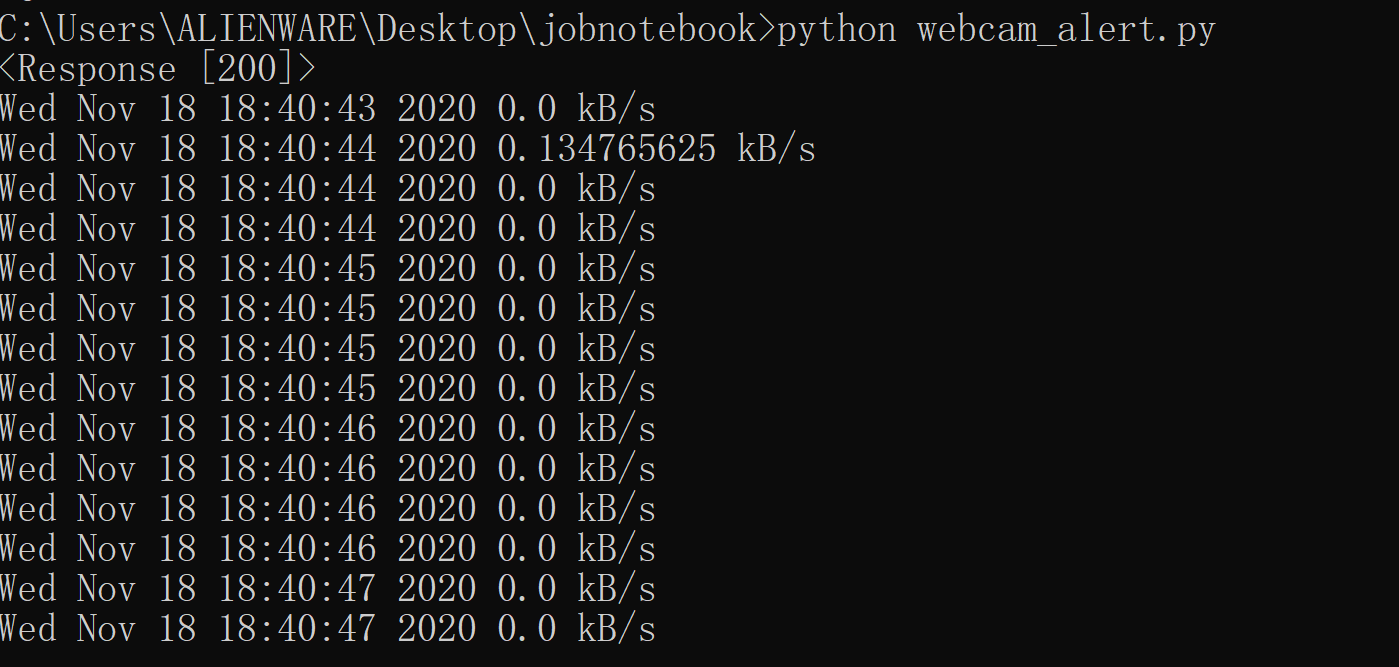 C:\Users\ALIENWARE\Desktop\jobnotebook>python webcam_alert.py
<Response [200]>
Wed Nov 18 18:40:43 2020 0.0 kB/s
Wed Nov 18 18:40:44 2020 0.134765625 kB/s
Wed Nov 18 18:40:44 2020 0.0 kB/s
Wed Nov 18 18:40:44 2020 0.0 kB/s
Wed Nov 18 18:40:45 2020 0.0 kB/s
Wed Nov 18 18:40:45 2020 0.0 kB/s
Wed Nov 18 18:40:45 2020 0.0 kB/s
Wed Nov 18 18:40:45 2020 0.0 kB/s
Wed Nov 18 18:40:46 2020 0.0 kB/s
Wed Nov 18 18:40:46 2020 0.0 kB/s
Wed Nov 18 18:40:46 2020 0.0 kB/s
Wed Nov 18 18:40:46 2020 0.0 kB/s
Wed Nov 18 18:40:47 2020 0.0 kB/s
Wed Nov 18 18:40:47 2020 0.0 kB/s